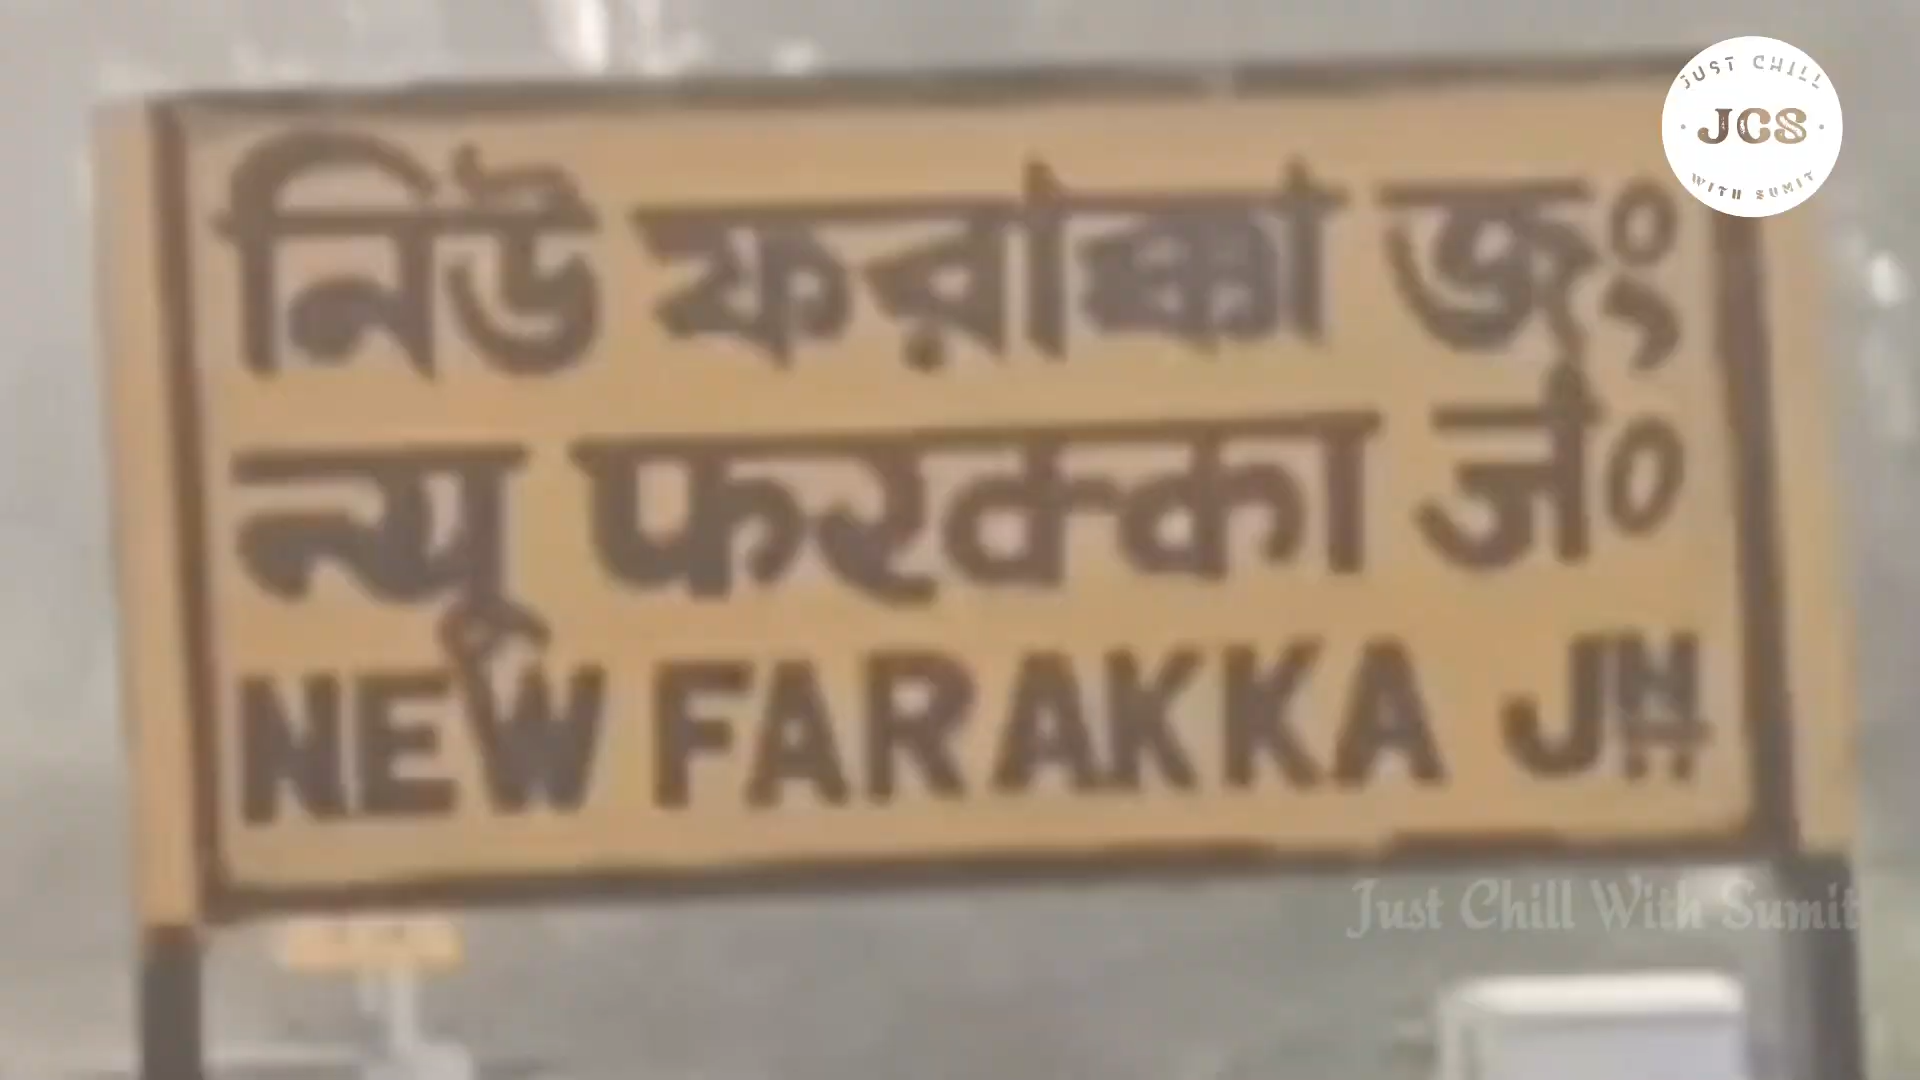 নিউ ফরাক্কা জং
न्यू फरक्का जं०
NEW FARAKKA JN
JUST CHILL
JCS
WITH SUMIT
Just Chill With Sumit